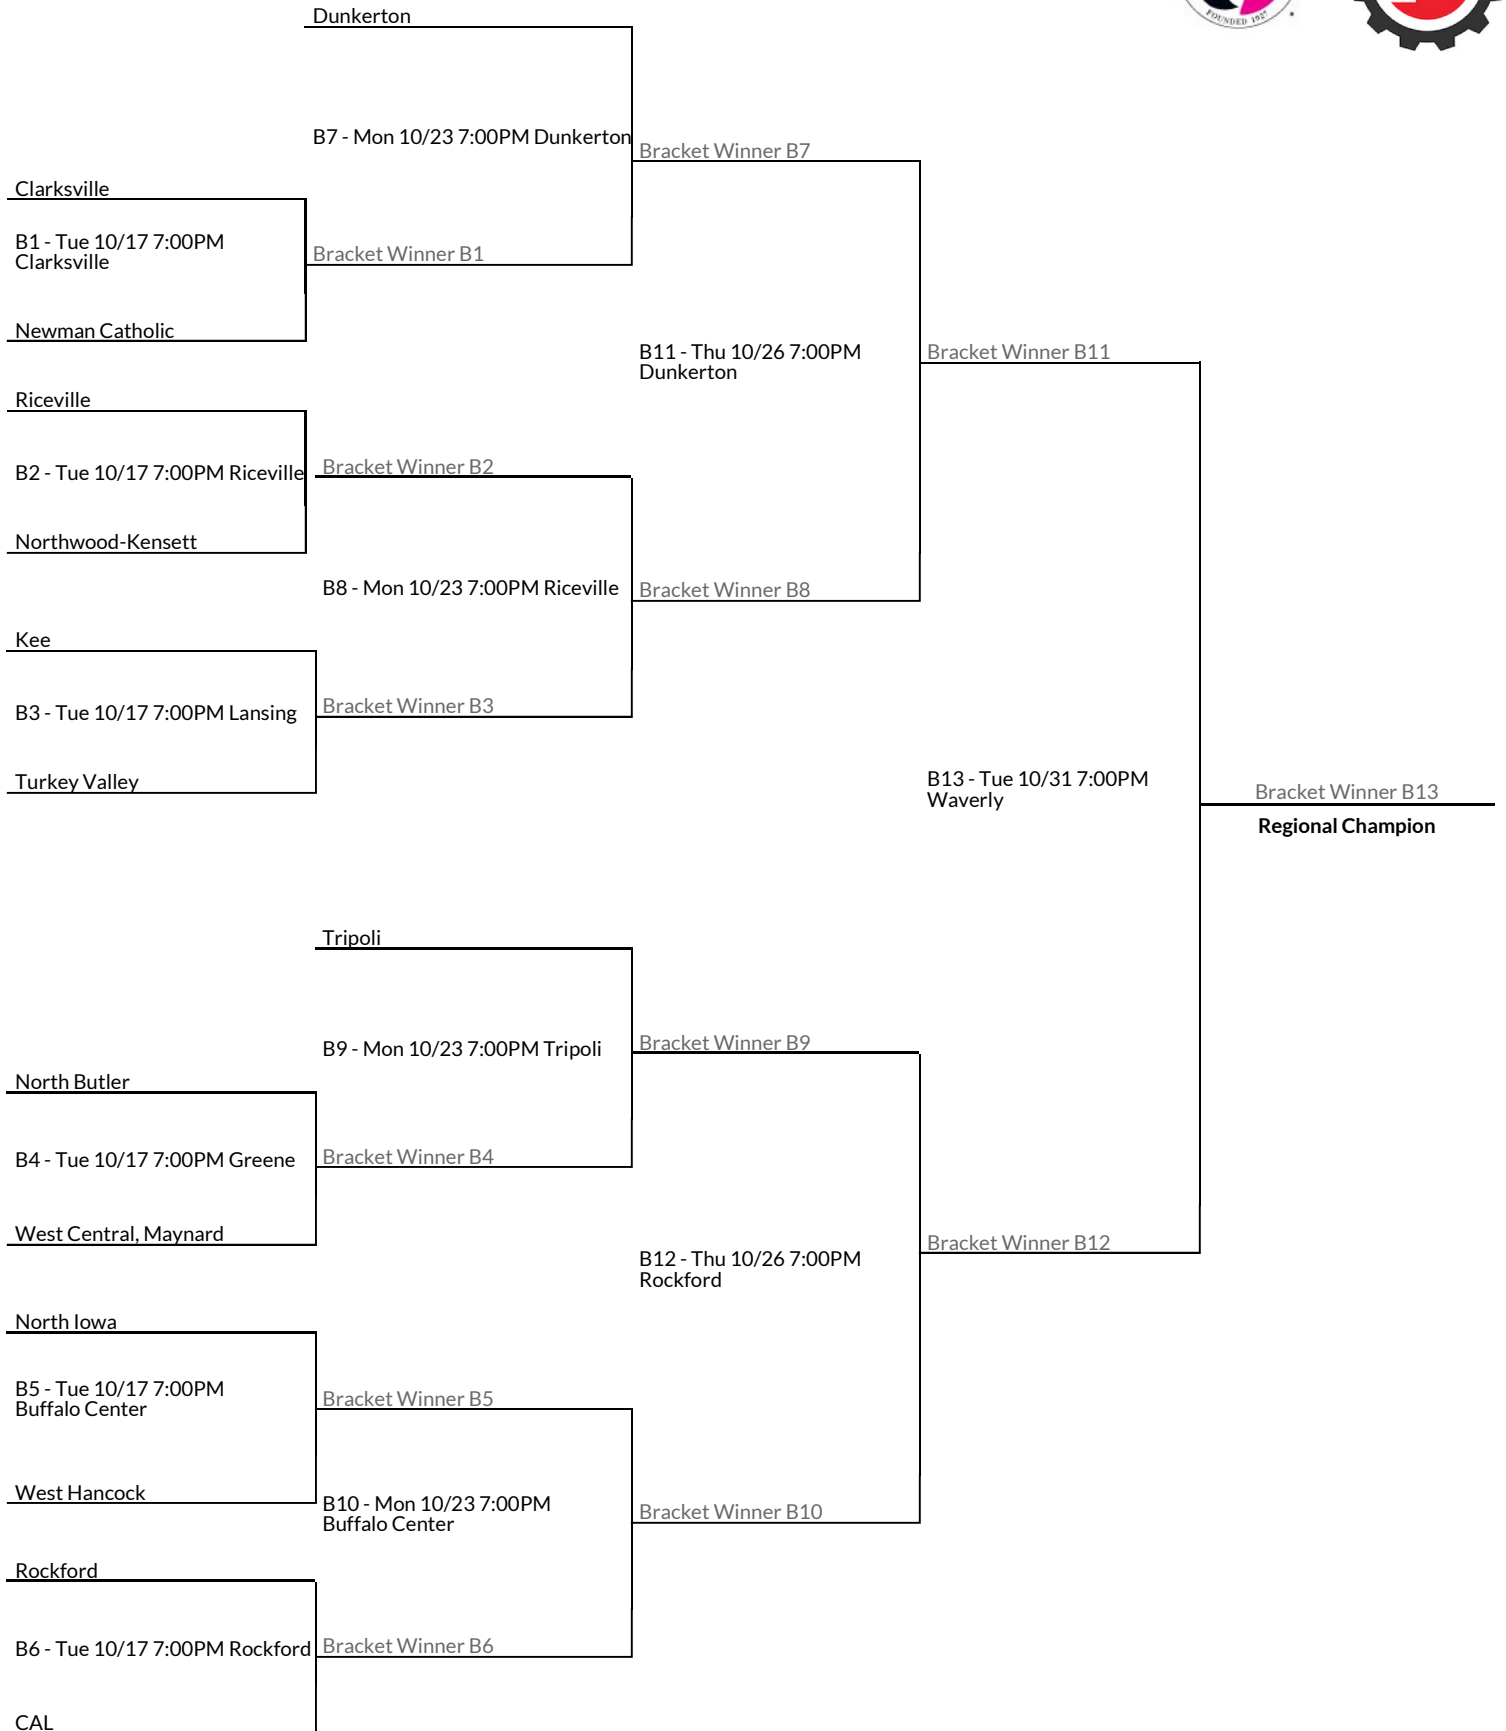 Dunkerton
FOUNDED 1927
B7 - Mon 10/23 7:00PM Dunkerton
Bracket Winner B7
Clarksville
B1 - Tue 10/17 7:00PM
Clarksville
Bracket Winner B1
Newman Catholic
B11 - Thu 10/26 7:00PM
Dunkerton
Bracket Winner B11
Riceville
B2 - Tue 10/17 7:00PM Riceville
Bracket Winner B2
Northwood-Kensett
B8 - Mon 10/23 7:00PM Riceville
Bracket Winner B8
Kee
B3 - Tue 10/17 7:00PM Lansing
Bracket Winner B3
Turkey Valley
B13 - Tue 10/31 7:00PM
Waverly
Bracket Winner B13
Regional Champion
Tripoli
B9 - Mon 10/23 7:00PM Tripoli
Bracket Winner B9
North Butler
B4 - Tue 10/17 7:00PM Greene
Bracket Winner B4
West Central, Maynard
B12 - Thu 10/26 7:00PM
Rockford
Bracket Winner B12
North Iowa
B5 - Tue 10/17 7:00PM
Buffalo Center
Bracket Winner B5
West Hancock
B10 - Mon 10/23 7:00PM
Buffalo Center
Bracket Winner B10
Rockford
B6 - Tue 10/17 7:00PM Rockford
Bracket Winner B6
CAL